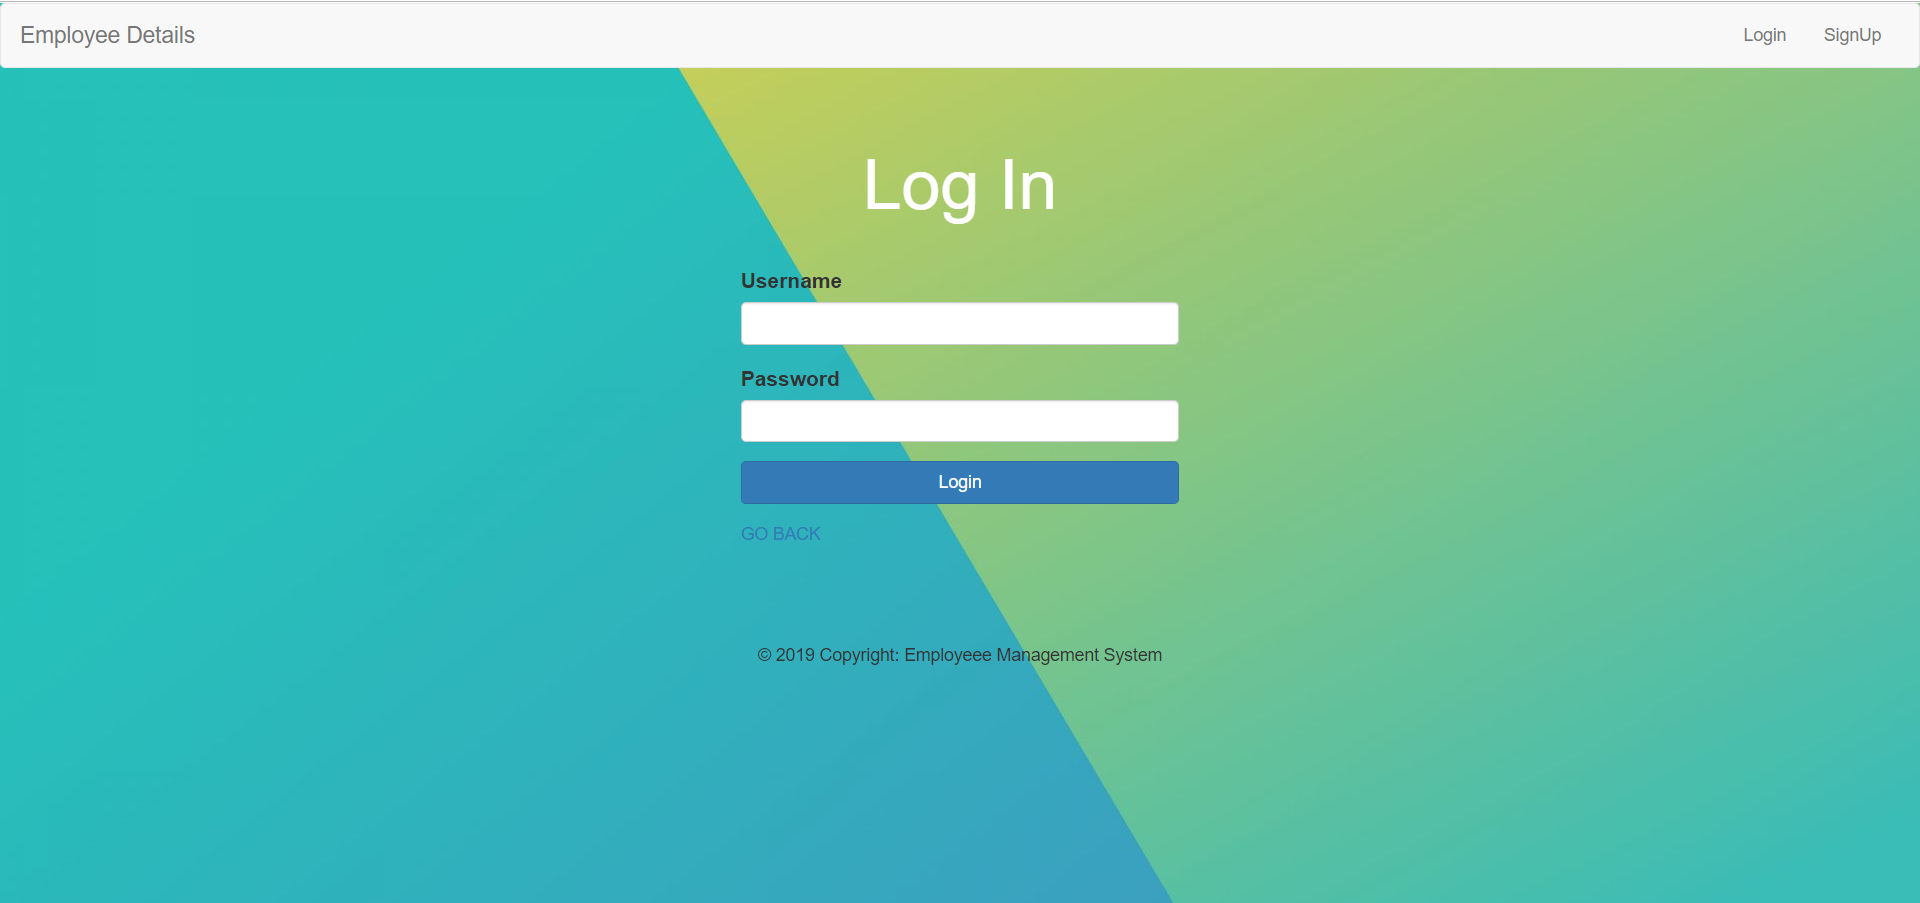 Employee Details
Login
SignUp
Log In
Username
Password
Login
GO BACK
© 2019 Copyright: Employeee Management System